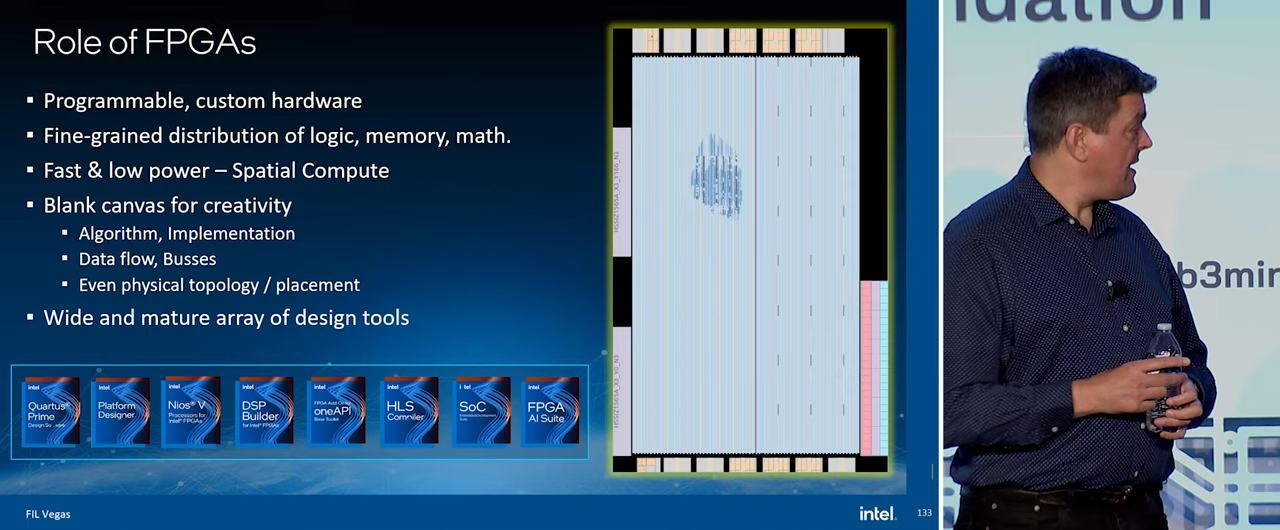 Role of FPGAs
▪ Programmable, custom hardware
▪ Fine-grained distribution of logic, memory, math.
▪ Fast & low power – Spatial Compute
▪ Blank canvas for creativity
▪ Algorithm, Implementation
▪ Data flow, Busses
▪ Even physical topology / placement
▪ Wide and mature array of design tools
intel
Quartus®
Prime
intel
Platform
Designer
intel
Nios® V
Processors for
Intel® FPGAs
intel
DSP
Builder
for Intel® FPGAs
intel
FPGA Add-On for
oneAPI
Base Toolkit
intel
HLS
Compiler
intel
SoC
intel
FPGA
AI Suite
FIL Vegas
intel.
133
idation
b3min